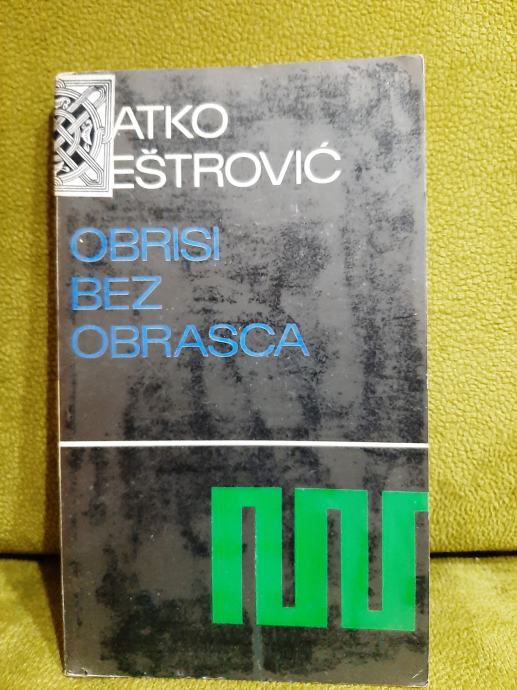 ATKO
EŠTROVIĆ
OBRISI
BEZ
OBRASCA